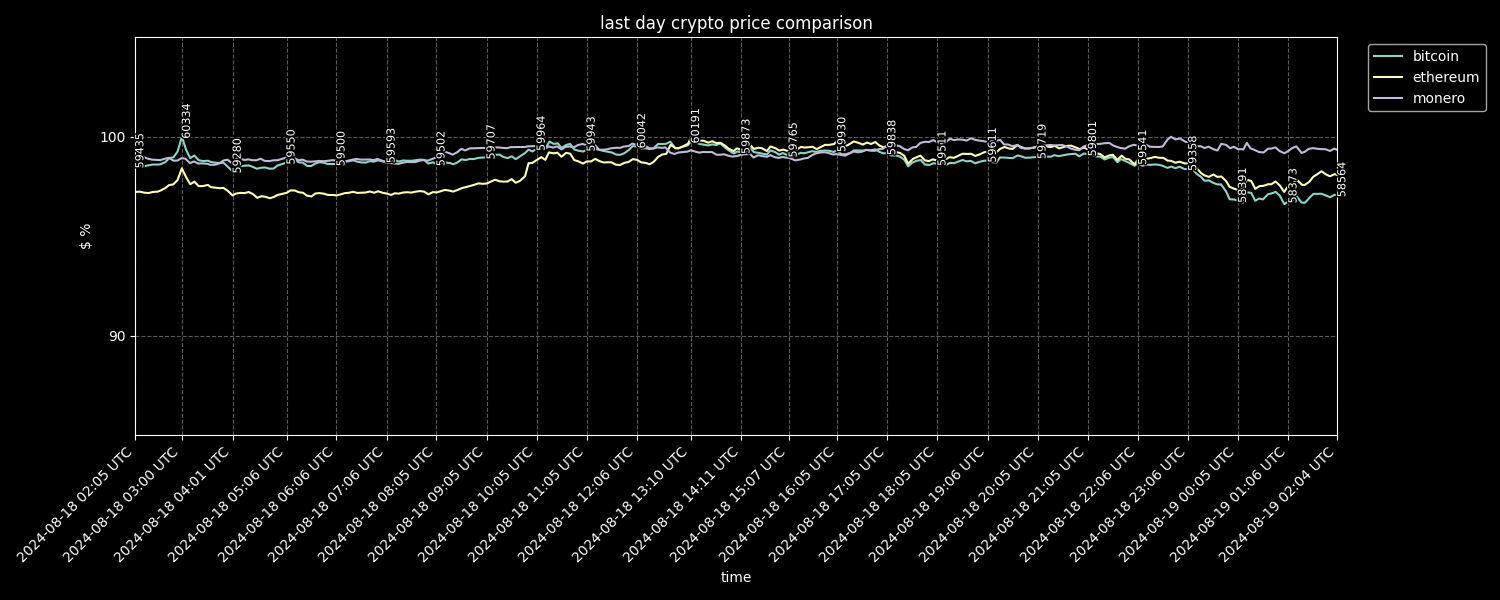 last day crypto price comparison
bitcoin
ethereum
monero
$ %
100
90
59435
60334
59280
59550
59500
59593
59502
59707
59964
59943
60042
60191
59873
59765
59930
59838
59511
59611
59719
59801
59541
59358
58391
58373
58564
2024-08-18 02:05 UTC
2024-08-18 03:00 UTC
2024-08-18 04:01 UTC
2024-08-18 05:06 UTC
2024-08-18 06:06 UTC
2024-08-18 07:06 UTC
2024-08-18 08:05 UTC
2024-08-18 09:05 UTC
2024-08-18 10:05 UTC
2024-08-18 11:05 UTC
2024-08-18 12:06 UTC
2024-08-18 13:10 UTC
2024-08-18 14:11 UTC
2024-08-18 15:07 UTC
2024-08-18 16:05 UTC
2024-08-18 17:05 UTC
2024-08-18 18:05 UTC
2024-08-18 19:06 UTC
2024-08-18 20:05 UTC
2024-08-18 21:05 UTC
2024-08-18 22:06 UTC
2024-08-18 23:06 UTC
2024-08-19 00:05 UTC
2024-08-19 01:06 UTC
2024-08-19 02:04 UTC
time